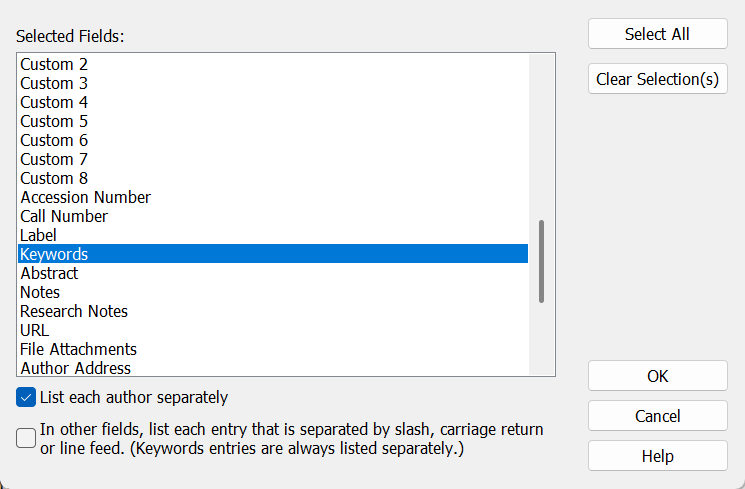 Selected Fields:
Select All
Clear Selection(s)
Custom 2
Custom 3
Custom 4
Custom 5
Custom 6
Custom 7
Custom 8
Accession Number
Call Number
Label
Keywords
Abstract
Notes
Research Notes
URL
File Attachments
Author Address
List each author separately
In other fields, list each entry that is separated by slash, carriage return
or line feed. (Keywords entries are always listed separately.)
OK
Cancel
Help